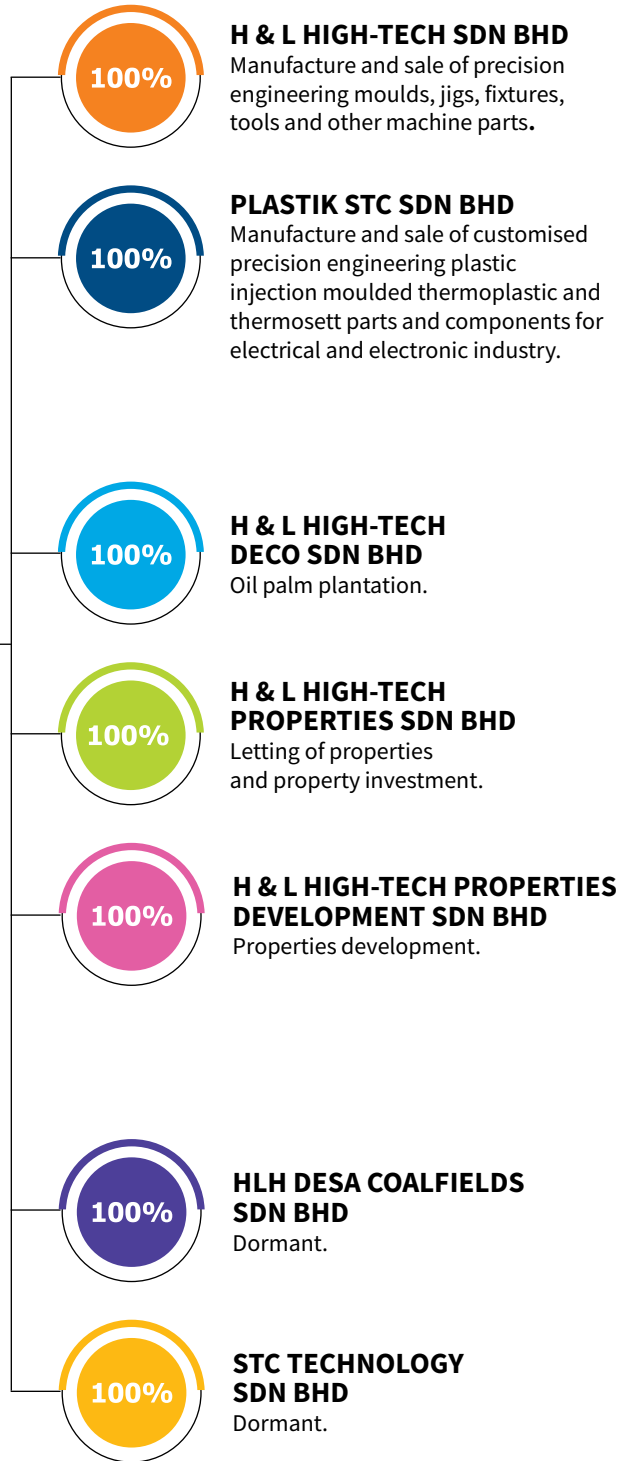 100%
H & L HIGH-TECH SDN BHD
Manufacture and sale of precision
engineering moulds, jigs, fixtures,
tools and other machine parts.
100%
PLASTIK STC SDN BHD
Manufacture and sale of customised
precision engineering plastic
injection moulded thermoplastic and
thermosett parts and components for
electrical and electronic industry.
100%
H & L HIGH-TECH
DECO SDN BHD
Oil palm plantation.
100%
H & L HIGH-TECH
PROPERTIES SDN BHD
Letting of properties
and property investment.
100%
H & L HIGH-TECH PROPERTIES
DEVELOPMENT SDN BHD
Properties development.
100%
HLH DESA COALFIELDS
SDN BHD
Dormant.
100%
STC TECHNOLOGY
SDN BHD
Dormant.